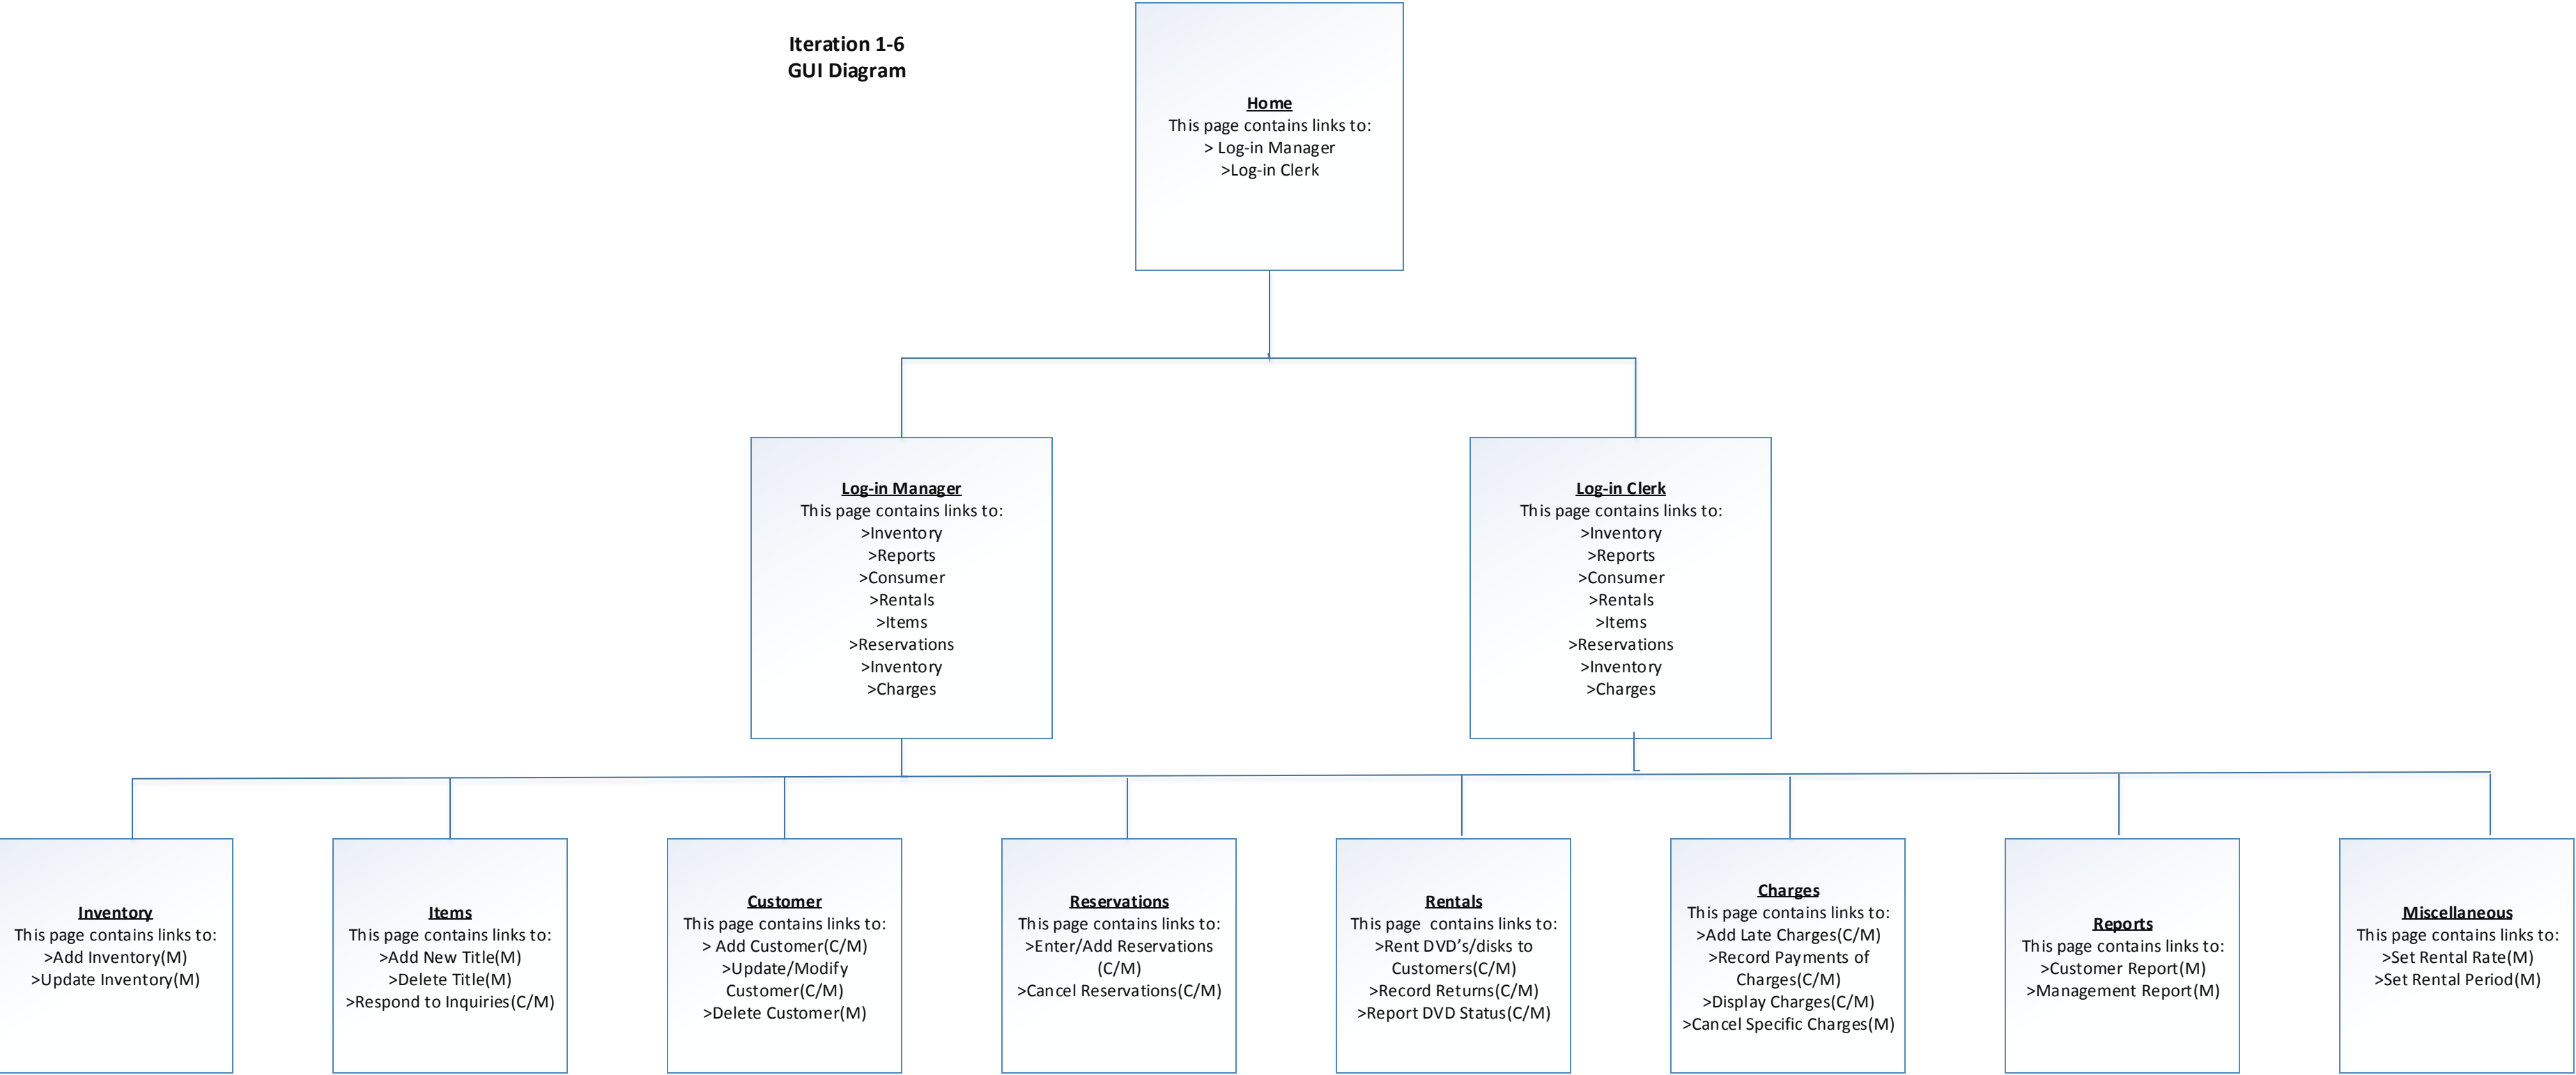 Iteration 1-6
GUI Diagram
Home
This page contains links to:
> Log-in Manager
>Log-in Clerk
Log-in Manager
This page contains links to:
>Inventory
>Reports
>Consumer
>Rentals
>Items
>Reservations
>Inventory
>Charges
Log-in Clerk
This page contains links to:
>Inventory
>Reports
>Consumer
>Rentals
>Items
>Reservations
>Inventory
>Charges
Inventory
This page contains links to:
>Add Inventory(M)
>Update Inventory(M)
Items
This page contains links to:
>Add New Title(M)
>Delete Title(M)
>Respond to Inquiries(C/M)
Customer
This page contains links to:
> Add Customer(C/M)
>Update/Modify
Customer(C/M)
>Delete Customer(M)
Reservations
This page contains links to:
>Enter/Add Reservations
(C/M)
>Cancel Reservations(C/M)
Rentals
This page  contains links to:
>Rent DVD’s/disks to
Customers(C/M)
>Record Returns(C/M)
>Report DVD Status(C/M)
Charges
This page contains links to:
>Add Late Charges(C/M)
>Record Payments of
Charges(C/M)
>Display Charges(C/M)
>Cancel Specific Charges(M)
Reports
This page contains links to:
>Customer Report(M)
>Management Report(M)
Miscellaneous
This page contains links to:
>Set Rental Rate(M)
>Set Rental Period(M)